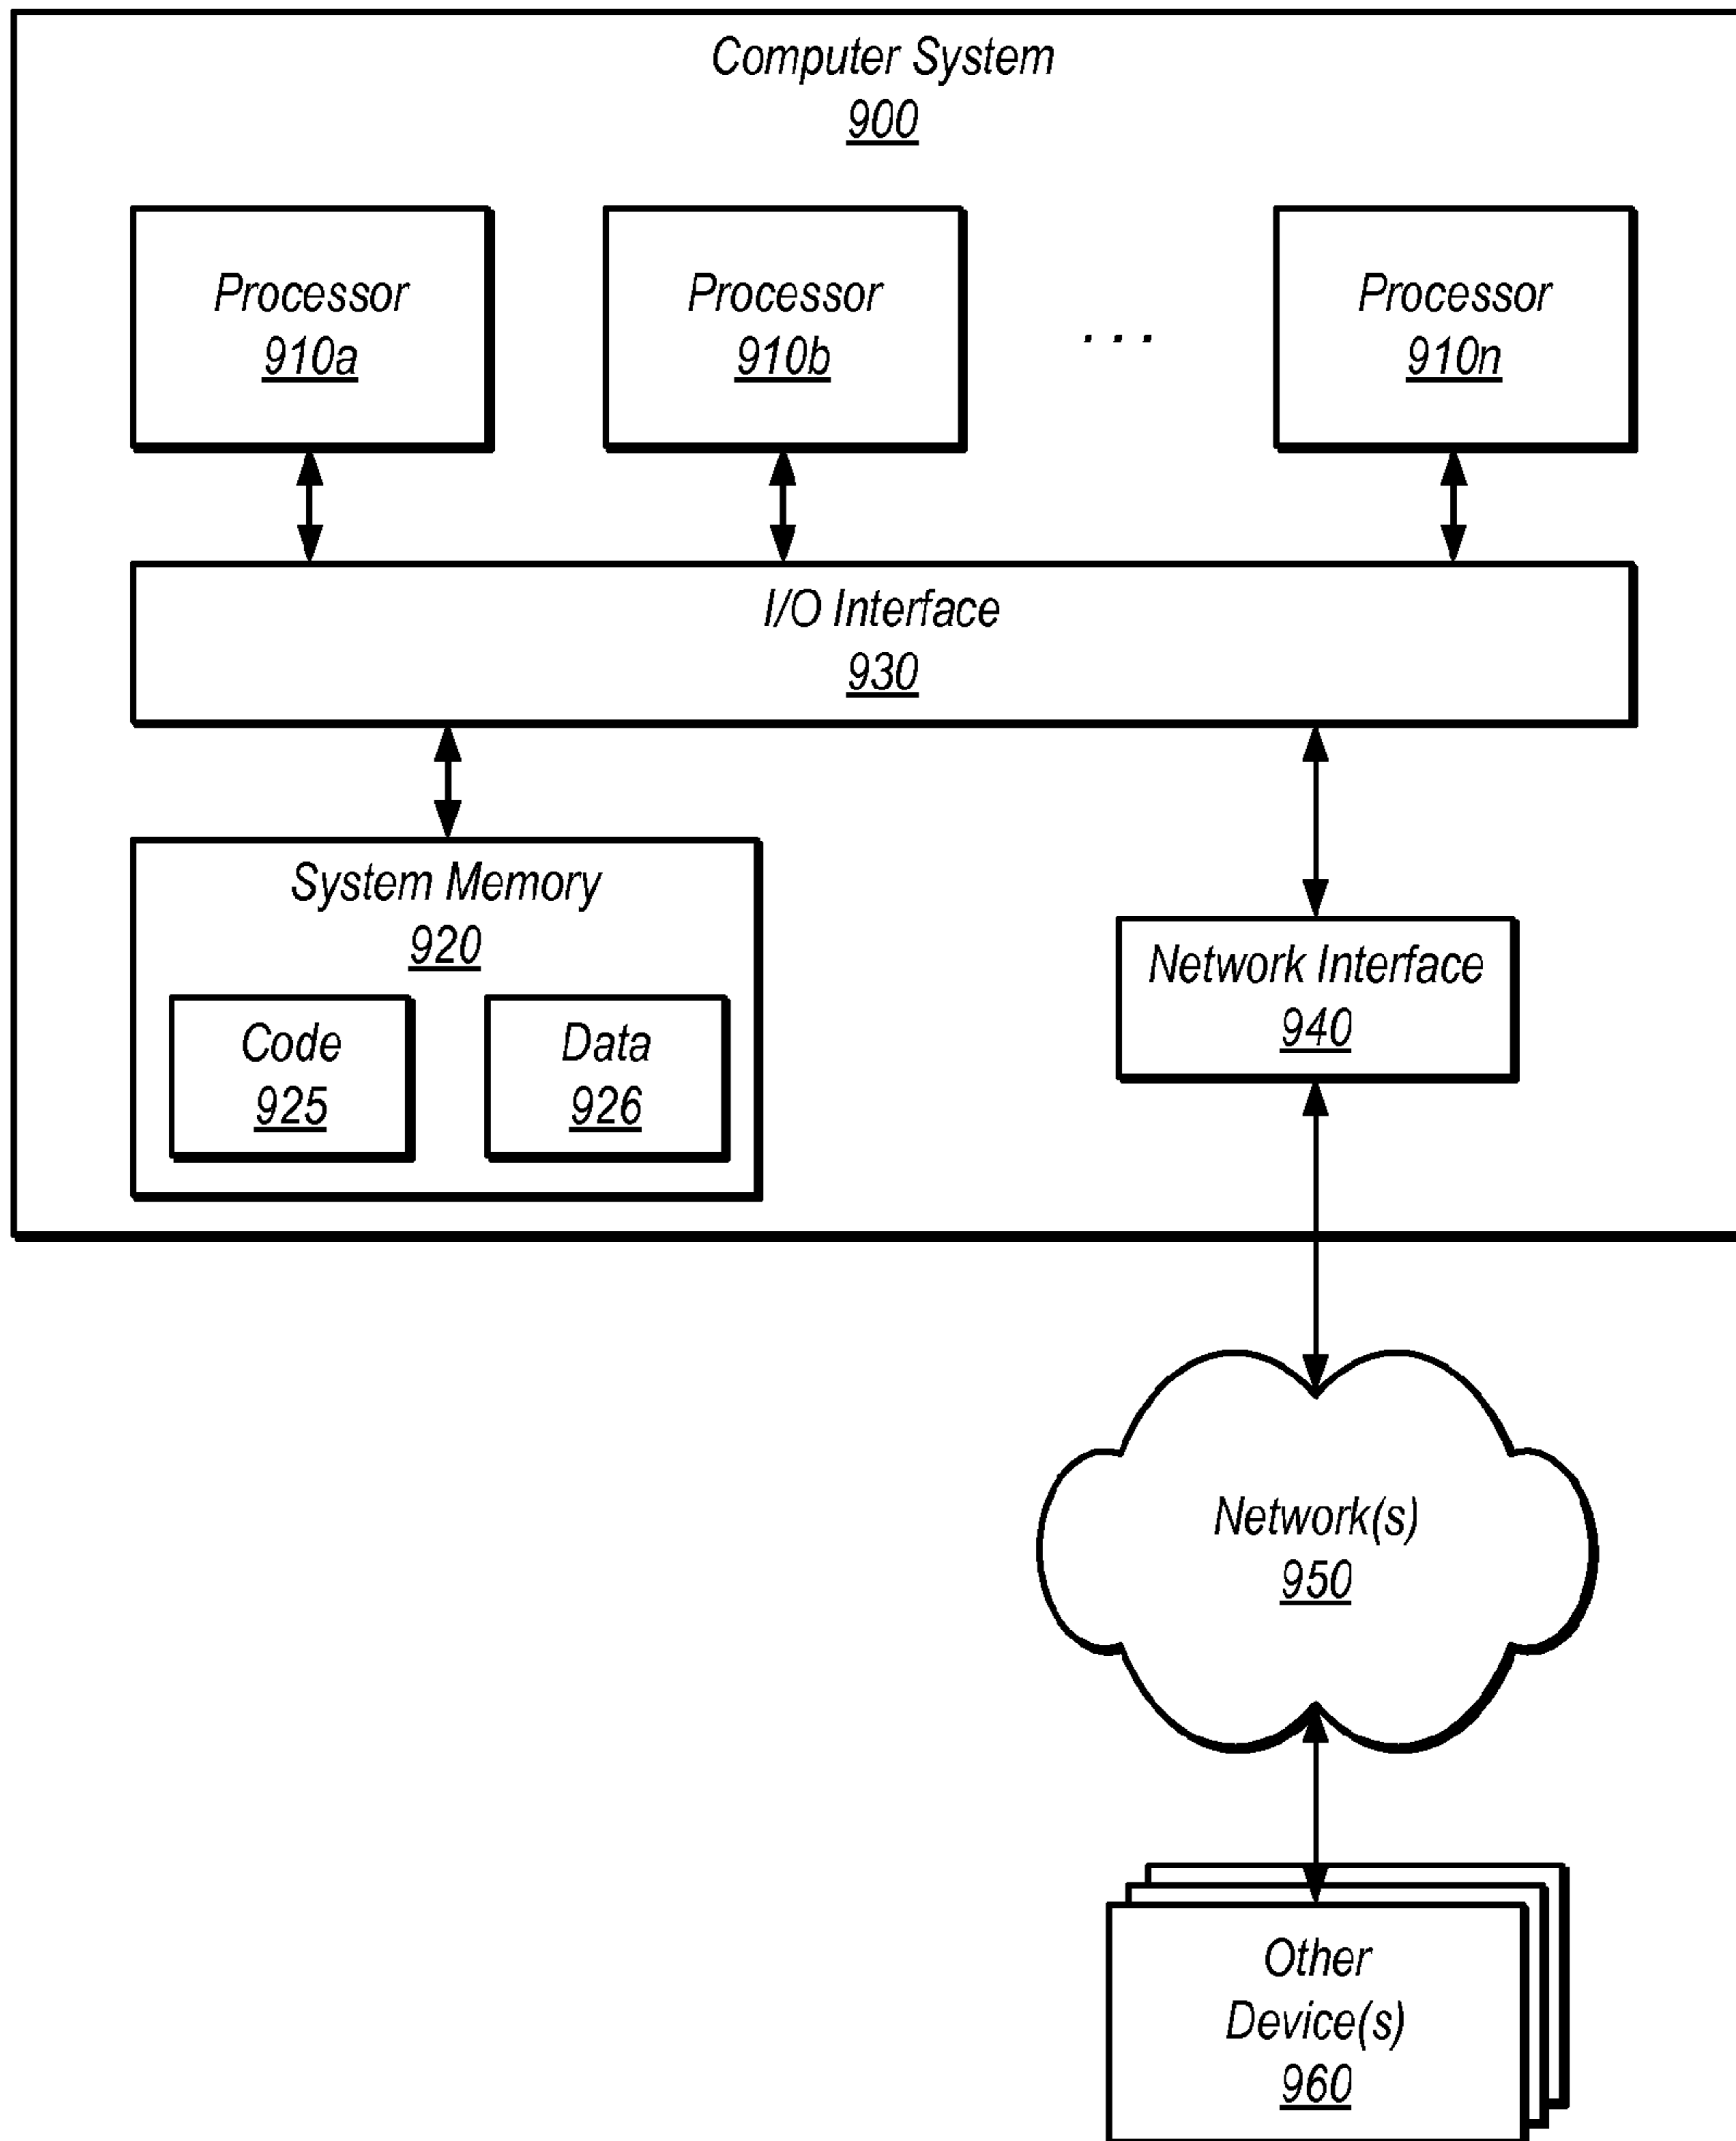 Computer System
900
Processor
910a
Processor
910b
. . .
Processor
910n
I/O Interface
930
System Memory
920
Code
925
Data
926
Network Interface
940
Network(s)
950
Other
Device(s)
960